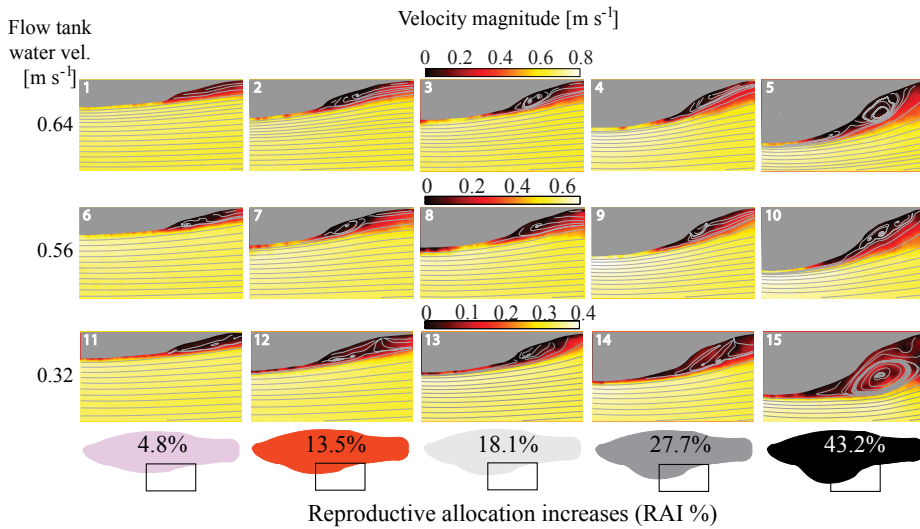 Flow tank
water vel.
[m s⁻¹]
Velocity magnitude [m s⁻¹]
0 0.2 0.4 0.6 0.8
0.64
1 2 3 4 5
0 0.2 0.4 0.6
0.56
6 7 8 9 10
0 0.1 0.2 0.3 0.4
0.32
11 12 13 14 15
4.8% 13.5% 18.1% 27.7% 43.2%
Reproductive allocation increases (RAI %)